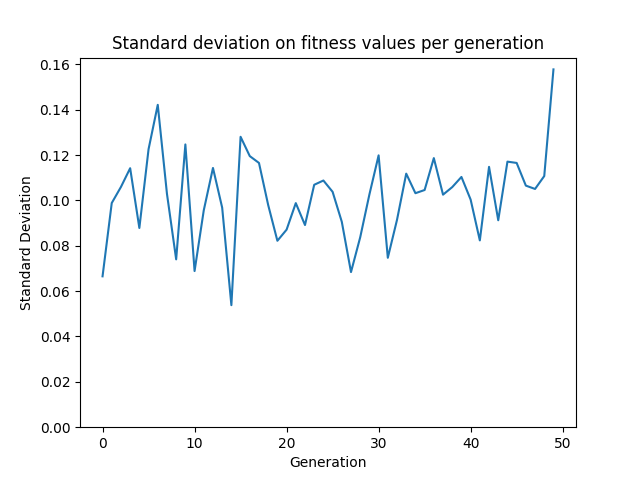 Standard deviation on fitness values per generation
0.16
0.14
0.12
0.10
0.08
0.06
0.04
0.02
0.00
Standard Deviation
0 10 20 30 40 50
Generation